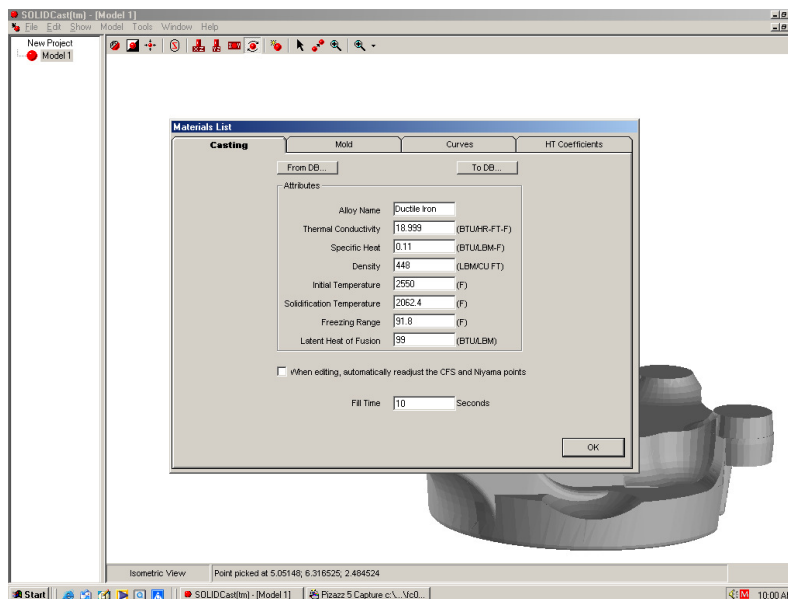 SOLIDCast(tm) - [Model 1]
File Edit Show Model Tools Window Help
New Project
Model 1
Materials List
Casting Mold Curves HT Coefficients
From DB... To DB...
Attributes
Alloy Name Ductile Iron
Thermal Conductivity 18.999 (BTU/HR-FT-F)
Specific Heat 0.11 (BTU/LBM-F)
Density 448 (LBM/CU FT)
Initial Temperature 2550 (F)
Solidification Temperature 2062.4 (F)
Freezing Range 91.8 (F)
Latent Heat of Fusion 99 (BTU/LBM)
When editing, automatically readjust the CFS and Niyama points
Fill Time 10 Seconds
OK
Isometric View Point picked at 5.05148; 6.316525; 2.484524
Start SOLIDCast(tm) - [Model 1] Pizazz 5 Capture c:\...\fc0... M 10:00 AM